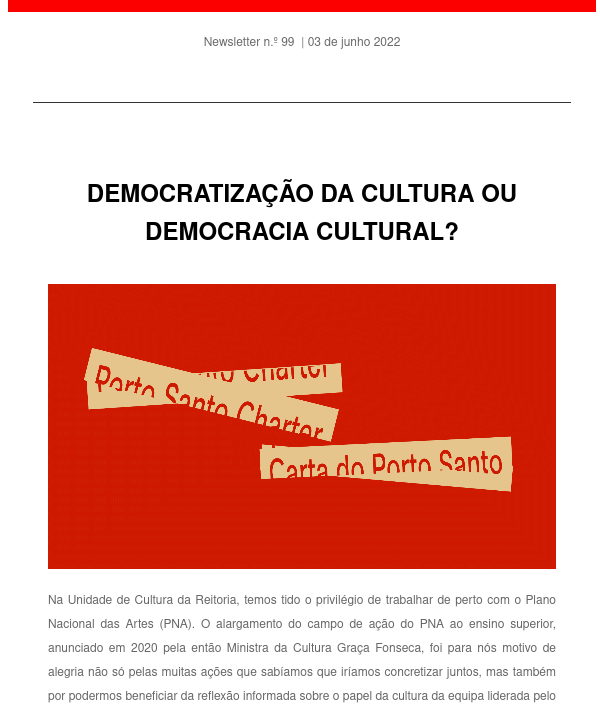 Newsletter n.º 99 | 03 de junho 2022
DEMOCRATIZAÇÃO DA CULTURA OU
DEMOCRACIA CULTURAL?
Charter
Porto Santo Charter
Carta do Porto Santo
Na Unidade de Cultura da Reitoria, temos tido o privilégio de trabalhar de perto com o Plano
Nacional das Artes (PNA). O alargamento do campo de ação do PNA ao ensino superior,
anunciado em 2020 pela então Ministra da Cultura Graça Fonseca, foi para nós motivo de
alegria não só pelas muitas ações que sabíamos que iríamos concretizar juntos, mas também
por podermos beneficiar da reflexão informada sobre o papel da cultura da equipa liderada pelo